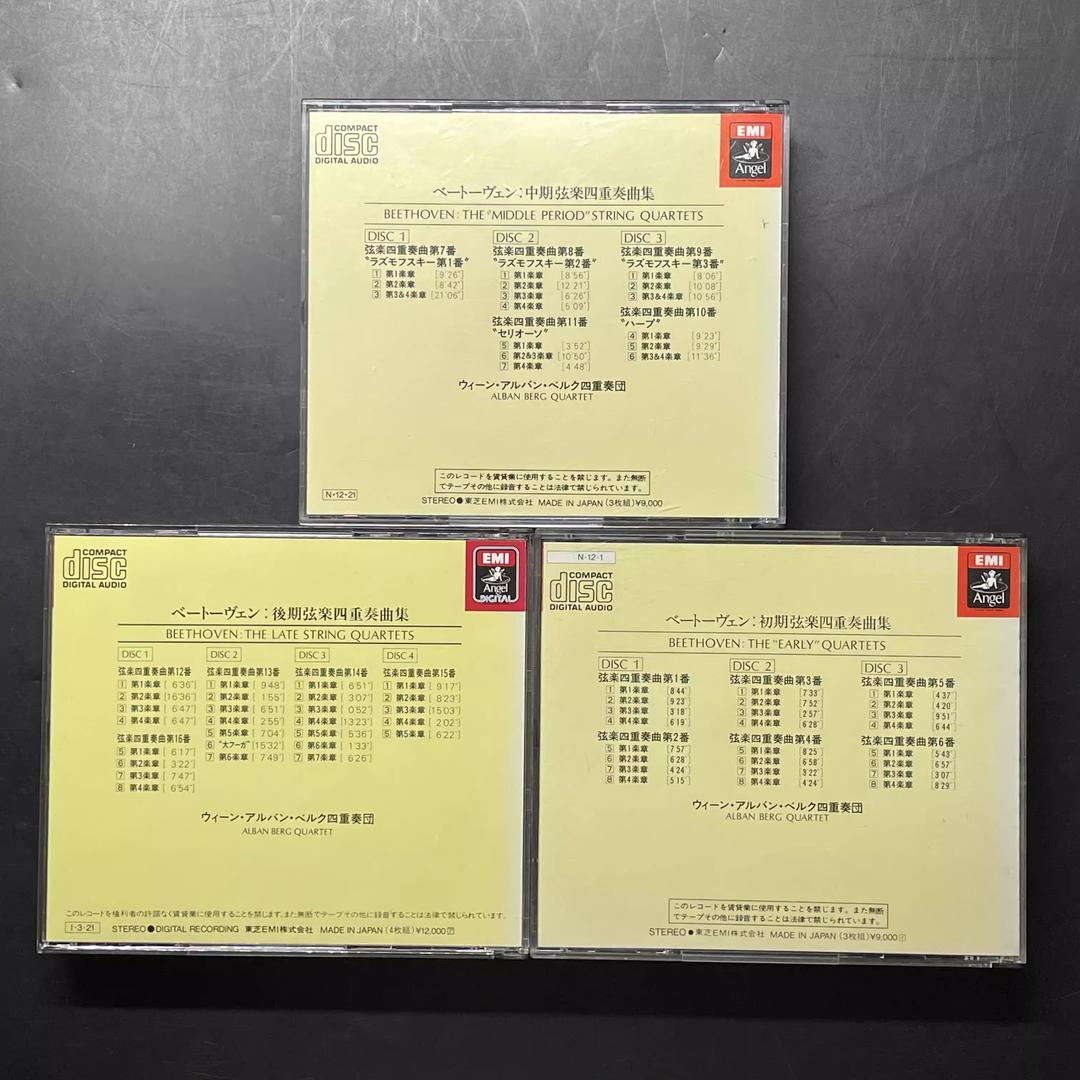 COMPACT
disc
DIGITAL AUDIO
EMI
Angel
ベートーヴェン:中期弦楽四重奏曲集
BEETHOVEN: THE "MIDDLE PERIOD" STRING QUARTETS
DISC 1
弦楽四重奏曲第7番
"ラズモフスキー第1番"
1 第1楽章 [9'26"]
2 第2楽章 [8'42"]
3 第3&4楽章 [21'06"]
DISC 2
弦楽四重奏曲第8番
"ラズモフスキー第2番"
1 第1楽章 [8'56"]
2 第2楽章 [12'21"]
3 第3楽章 [6'26"]
4 第4楽章 [5'09"]
弦楽四重奏曲第11番
"セリオーソ"
5 第1楽章 [3'52"]
6 第2&3楽章 [10'50"]
7 第4楽章 [4'48"]
DISC 3
弦楽四重奏曲第9番
"ラズモフスキー第3番"
1 第1楽章 [8'06"]
2 第2楽章 [10'08"]
3 第3&4楽章 [10'56"]
弦楽四重奏曲第10番
"ハープ"
4 第1楽章 [9'23"]
5 第2楽章 [9'29"]
6 第3&4楽章 [11'36"]
ウィーン・アルバン・ベルク四重奏団
ALBAN BERG QUARTET
このレコードを賃貸業に使用することを禁じます。また無断
でテープその他に録音することは法律で禁じられています。
N・12・21
STEREO●東芝EMI株式会社 MADE IN JAPAN (3枚組)¥9,000
COMPACT
disc
DIGITAL AUDIO
EMI
Angel
DIGITAL
ベートーヴェン:後期弦楽四重奏曲集
BEETHOVEN: THE LATE STRING QUARTETS
DISC 1
弦楽四重奏曲第12番
1 第1楽章 [6'36"]
2 第2楽章 [16'36"]
3 第3楽章 [6'47"]
4 第4楽章 [6'47"]
弦楽四重奏曲第16番
5 第1楽章 [6'17"]
6 第2楽章 [3'22"]
7 第3楽章 [7'47"]
8 第4楽章 [6'54"]
DISC 2
弦楽四重奏曲第13番
1 第1楽章 [9'48"]
2 第2楽章 [1'55"]
3 第3楽章 [6'51"]
4 第4楽章 [2'55"]
5 第5楽章 [7'04"]
6 "大フーガ" [15'32"]
7 第6楽章 [7'49"]
DISC 3
弦楽四重奏曲第14番
1 第1楽章 [6'51"]
2 第2楽章 [3'07"]
3 第3楽章 [0'52"]
4 第4楽章 [13'23"]
5 第5楽章 [5'36"]
6 第6楽章 [1'33"]
7 第7楽章 [6'26"]
DISC 4
弦楽四重奏曲第15番
1 第1楽章 [9'17"]
2 第2楽章 [8'23"]
3 第3楽章 [15'03"]
4 第4楽章 [2'02"]
5 第5楽章 [6'22"]
ウィーン・アルバン・ベルク四重奏団
ALBAN BERG QUARTET
このレコードを権利者の許諾なく賃貸業に使用することを禁じます。また無断でテープその他に録音することは法律で禁じられています。
I・3・21
STEREO●DIGITAL RECORDING 東芝EMI株式会社 MADE IN JAPAN (4枚組)¥12,000
N・12・1
COMPACT
disc
DIGITAL AUDIO
EMI
Angel
ベートーヴェン:初期弦楽四重奏曲集
BEETHOVEN: THE "EARLY" QUARTETS
DISC 1
弦楽四重奏曲第1番
1 第1楽章 [8'44"]
2 第2楽章 [9'23"]
3 第3楽章 [3'18"]
4 第4楽章 [6'19"]
弦楽四重奏曲第2番
5 第1楽章 [7'57"]
6 第2楽章 [6'28"]
7 第3楽章 [4'24"]
8 第4楽章 [5'15"]
DISC 2
弦楽四重奏曲第3番
1 第1楽章 [7'33"]
2 第2楽章 [7'52"]
3 第3楽章 [2'57"]
4 第4楽章 [6'28"]
弦楽四重奏曲第4番
5 第1楽章 [8'25"]
6 第2楽章 [6'58"]
7 第3楽章 [3'22"]
8 第4楽章 [4'24"]
DISC 3
弦楽四重奏曲第5番
1 第1楽章 [4'37"]
2 第2楽章 [4'20"]
3 第3楽章 [9'51"]
4 第4楽章 [6'44"]
弦楽四重奏曲第6番
5 第1楽章 [5'43"]
6 第2楽章 [6'57"]
7 第3楽章 [3'07"]
8 第4楽章 [8'29"]
ウィーン・アルバン・ベルク四重奏団
ALBAN BERG QUARTET
このレコードを賃貸業に使用することを禁じます。また無断
でテープその他に録音することは法律で禁じられています。
STEREO●東芝EMI株式会社 MADE IN JAPAN (3枚組)¥9,000